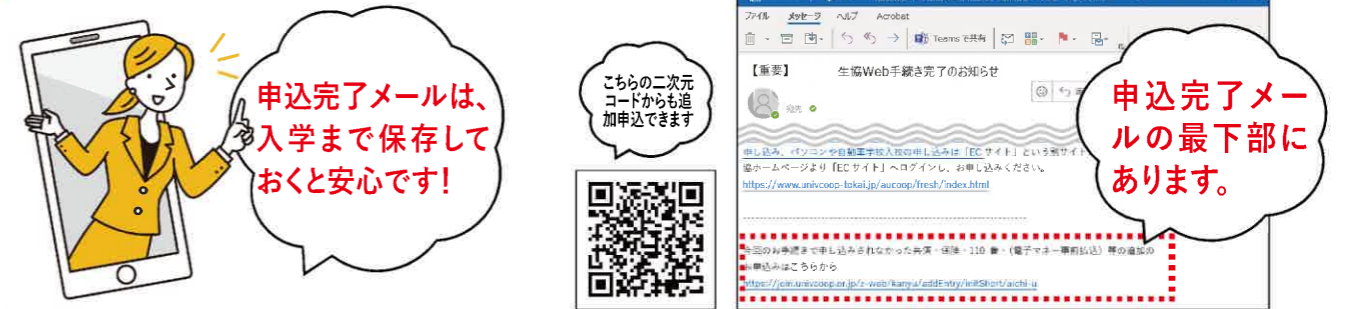 申込完了メールは、
入学まで保存して
おくと安心です！
こちらの二次元
コードからも追
加申込できます
ファイル メッセージ ヘルプ Acrobat
Teams で共有
【重要】 生協Web手続き完了のお知らせ
宛先
申し込み、パソコンや自動車学校入校の申し込みは「ECサイト」という別サイト
協ホームページより「ECサイト」へログインし、お申し込みください。
https://www.univcoop-tokai.jp/aucoop/fresh/index.html
今回のお手続きで申し込みされなかった共済・保険・110番・(電子マネー事前払込) 等の追加の
お申込みはこちらから
https://join.univcoop.or.jp/z-web/kanyu/addEntry/initShort/aichi-u
申込完了メー
ルの最下部に
あります。